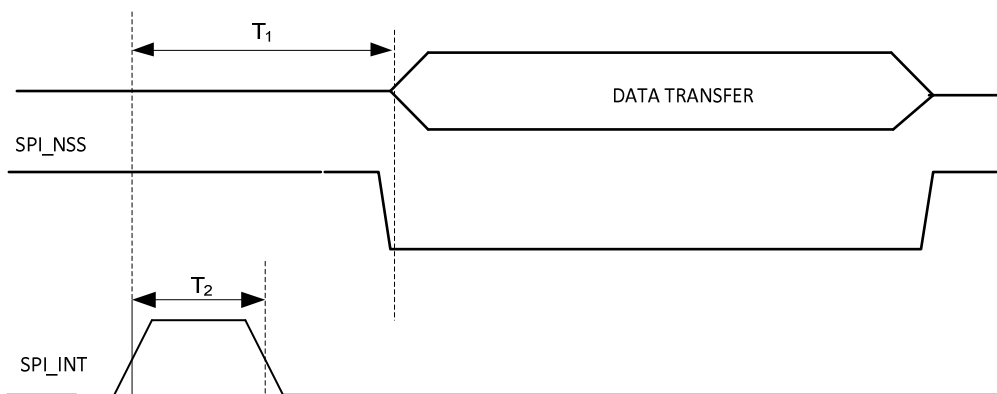 T₁
DATA TRANSFER
SPI_NSS
T₂
SPI_INT